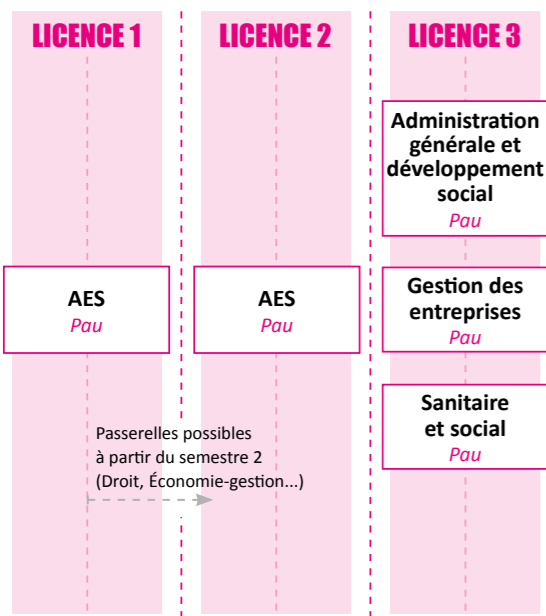 LICENCE 1
LICENCE 2
LICENCE 3
Administration
générale et
développement
social
Pau
AES
Pau
AES
Pau
Gestion des
entreprises
Pau
Sanitaire
et social
Pau
Passerelles possibles
à partir du semestre 2
(Droit, Économie-gestion...)